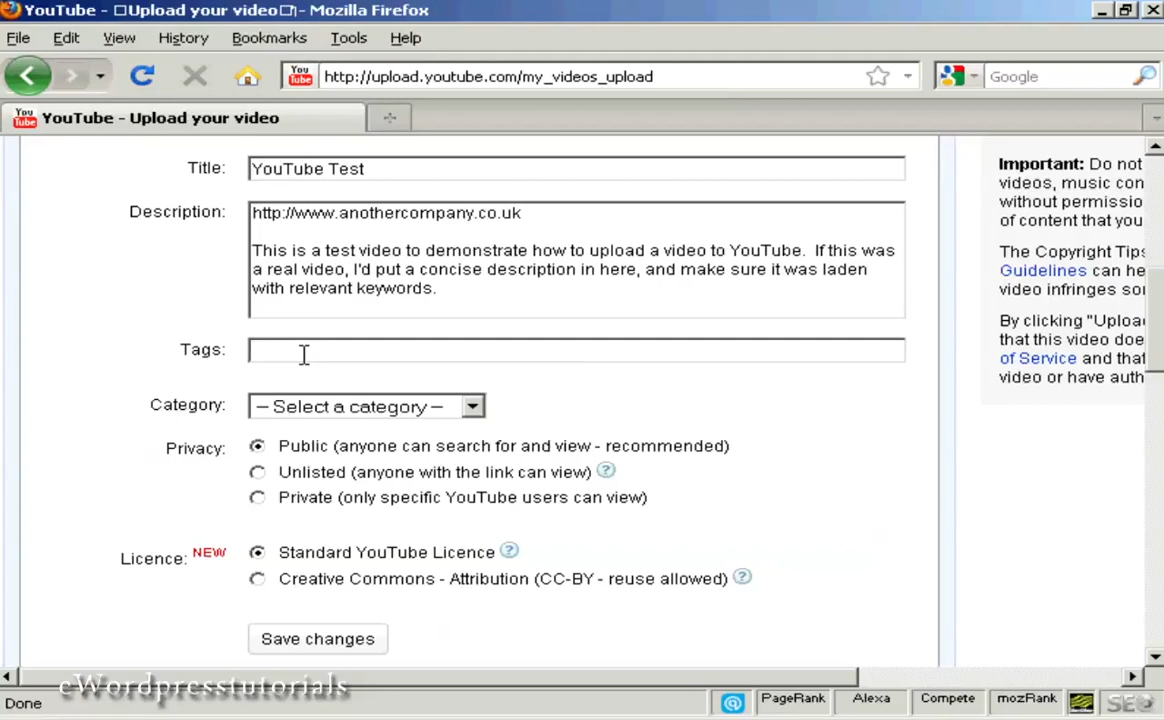 YouTube - Upload your video - Mozilla Firefox
File Edit View History Bookmarks Tools Help
You Tube http://upload.youtube.com/my_videos_upload Google
You Tube YouTube - Upload your video
Title: YouTube Test
Description: http://www.anothercompany.co.uk
This is a test video to demonstrate how to upload a video to YouTube. If this was
a real video, I'd put a concise description in here, and make sure it was laden
with relevant keywords.
Tags:
Category: – Select a category –
Privacy: Public (anyone can search for and view - recommended)
Unlisted (anyone with the link can view) ?
Private (only specific YouTube users can view)
Licence: NEW Standard YouTube Licence ?
Creative Commons - Attribution (CC-BY - reuse allowed) ?
Save changes
Important: Do not
videos, music con
without permissio
of content that you
The Copyright Tips
Guidelines can he
video infringes so
By clicking "Uploa
that this video doe
of Service and that
video or have auth
eWordpresstutorials
Done @ PageRank Alexa Compete mozRank SEO